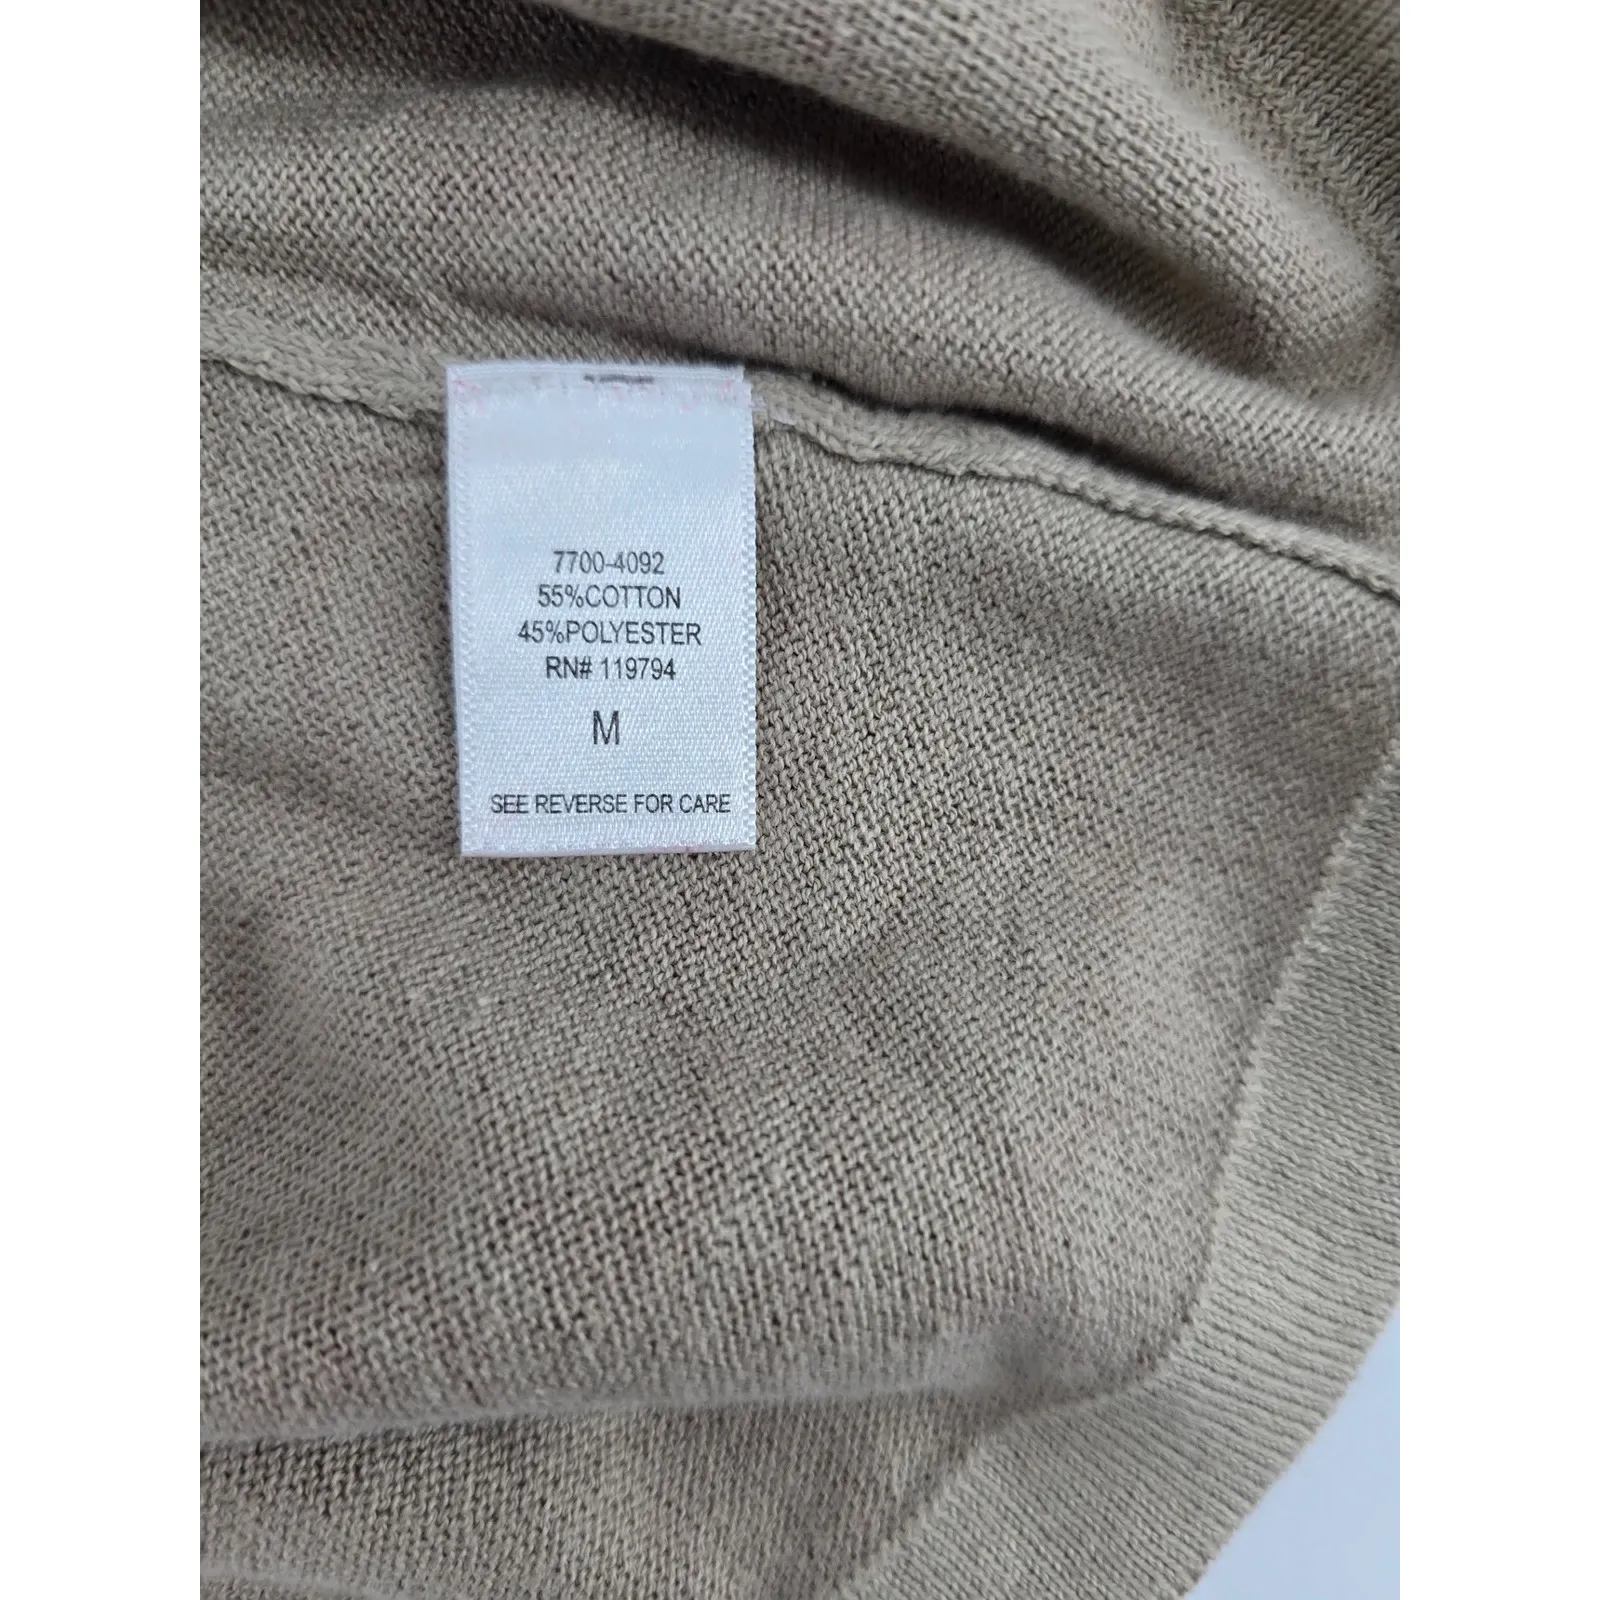 7700-4092
55%COTTON
45%POLYESTER
RN# 119794
M
SEE REVERSE FOR CARE